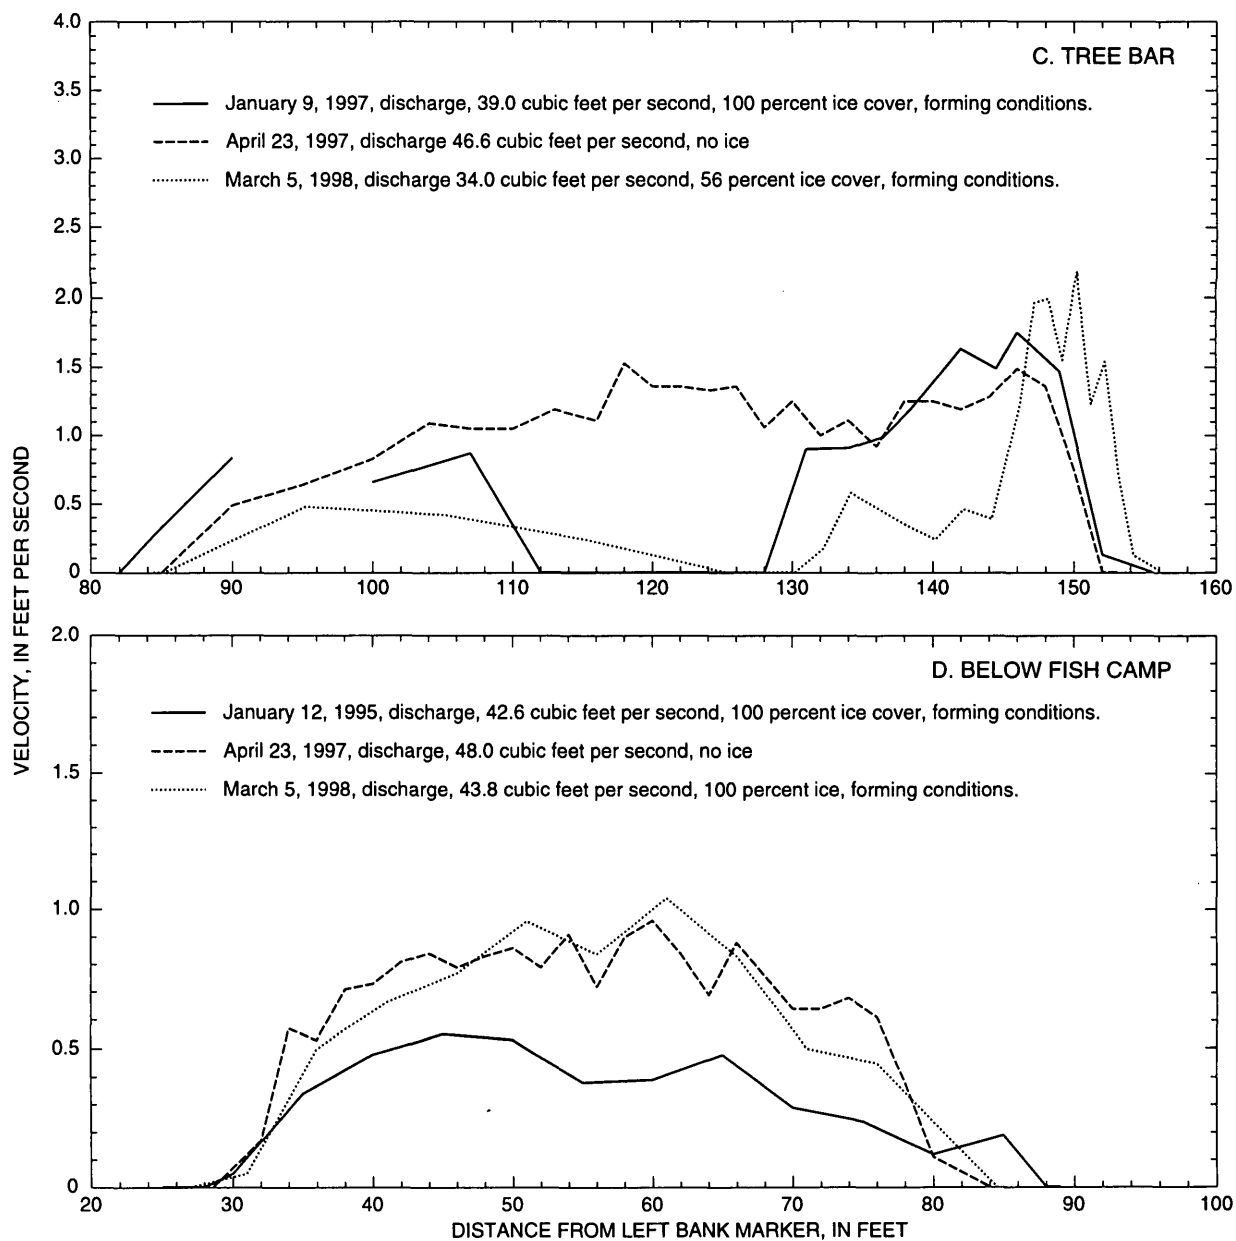 4.0
C. TREE BAR
3.5
January 9, 1997, discharge, 39.0 cubic feet per second, 100 percent ice cover, forming conditions.
April 23, 1997, discharge 46.6 cubic feet per second, no ice
3.0
March 5, 1998, discharge 34.0 cubic feet per second, 56 percent ice cover, forming conditions.
2.5
2.0
1.5
1.0
0.5
0
80 90 100 110 120 130 140 150 160
VELOCITY, IN FEET PER SECOND
2.0
D. BELOW FISH CAMP
January 12, 1995, discharge, 42.6 cubic feet per second, 100 percent ice cover, forming conditions.
April 23, 1997, discharge, 48.0 cubic feet per second, no ice
1.5
March 5, 1998, discharge, 43.8 cubic feet per second, 100 percent ice, forming conditions.
1.0
0.5
0
20 30 40 50 60 70 80 90 100
DISTANCE FROM LEFT BANK MARKER, IN FEET